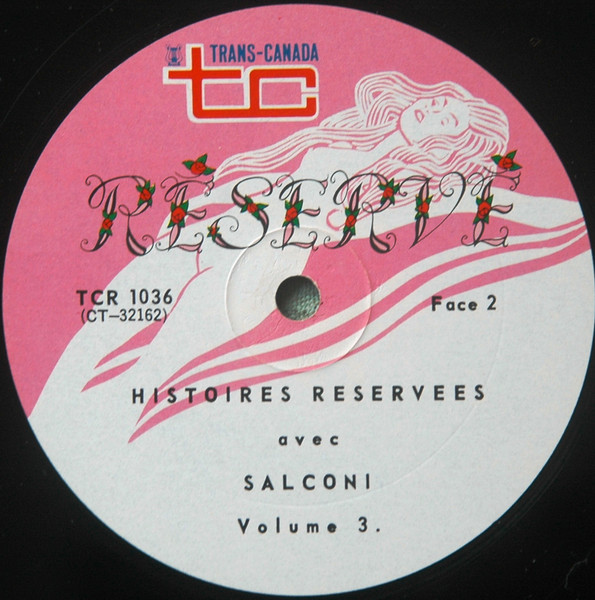 TRANS-CANADA
tc
RÉSERVÉ
TCR 1036
(CT-32162)
Face 2
HISTOIRES RESERVEES
avec
SALCONI
Volume 3.